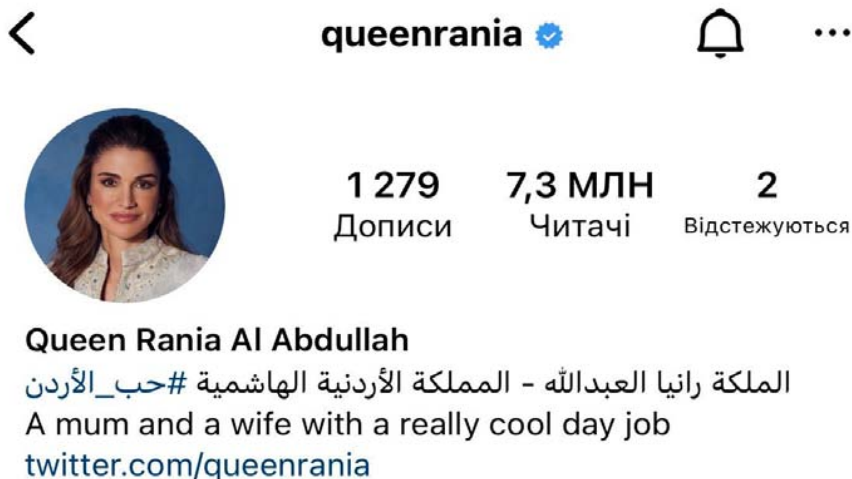 queenrania
1 279
7,3 МЛН
2
Дописи
Читачі
Відстежуються
Queen Rania Al Abdullah
الملكة رانيا العبدالله - المملكة الأردنية الهاشمية #حب_الأردن
A mum and a wife with a really cool day job
twitter.com/queenrania